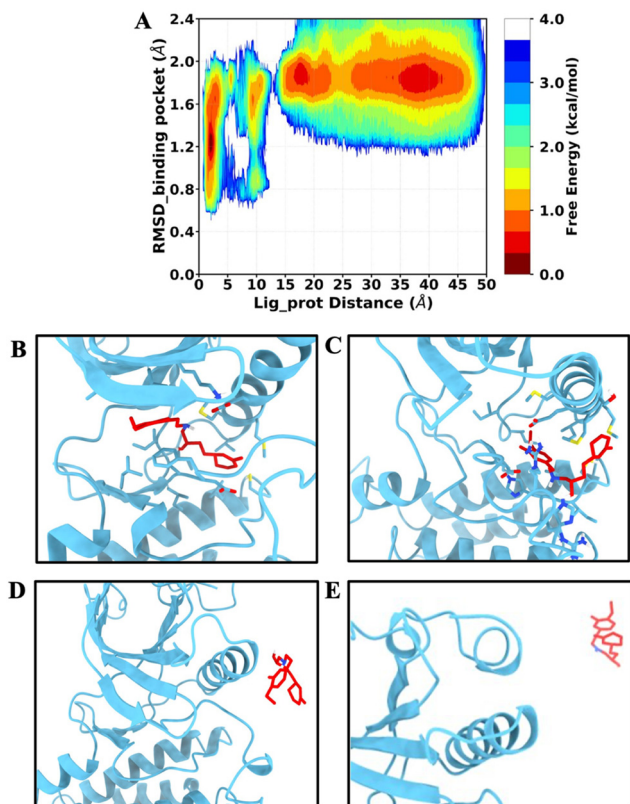 A
RMSD_binding pocket (Å)
2.4
2.0
1.6
1.2
0.8
0.4
0.0
0 5 10 15 20 25 30 35 40 45 50
Lig_prot Distance (Å)
4.0
3.0
2.0
1.0
0.0
Free Energy (kcal/mol)
B
C
D
E